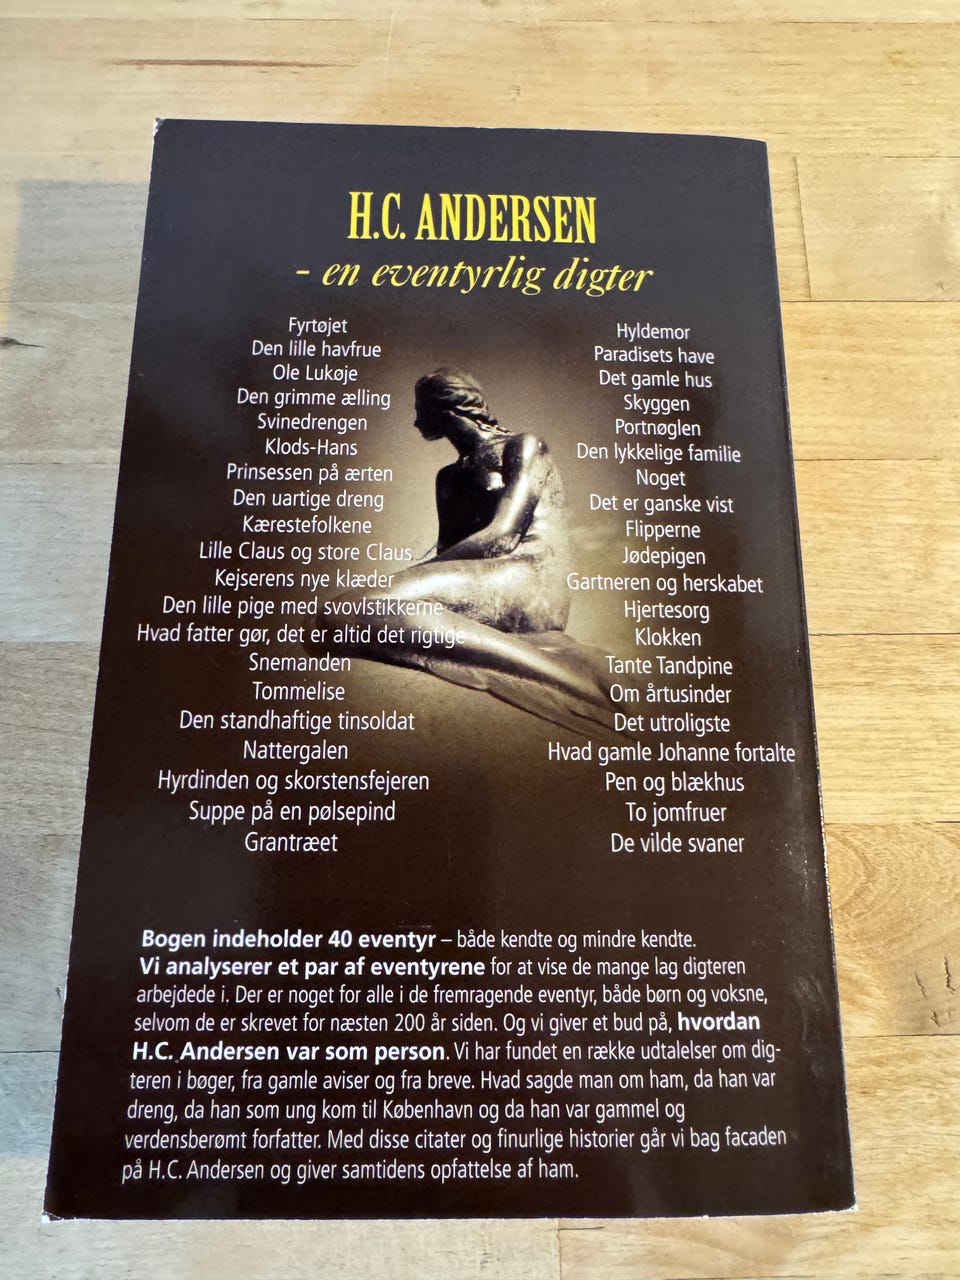 H.C. ANDERSEN
- en eventyrlig digter
Fyrtøjet
Den lille havfrue
Ole Lukøje
Den grimme ælling
Svinedrengen
Klods-Hans
Prinsessen på ærten
Den uartige dreng
Kærestefolkene
Lille Claus og store Claus
Kejserens nye klæder
Den lille pige med svovlstikkerne
Hvad fatter gør, det er altid det rigtige
Snemanden
Tommelise
Den standhaftige tinsoldat
Nattergalen
Hyrdinden og skorstensfejeren
Suppe på en pølsepind
Grantræet
Hyldemor
Paradisets have
Det gamle hus
Skyggen
Portnøglen
Den lykkelige familie
Noget
Det er ganske vist
Flipperne
Jødepigen
Gartneren og herskabet
Hjertesorg
Klokken
Tante Tandpine
Om årtusinder
Det utroligste
Hvad gamle Johanne fortalte
Pen og blækhus
To jomfruer
De vilde svaner
Bogen indeholder 40 eventyr – både kendte og mindre kendte.
Vi analyserer et par af eventyrene for at vise de mange lag digteren
arbejdede i. Der er noget for alle i de fremragende eventyr, både børn og voksne,
selvom de er skrevet for næsten 200 år siden. Og vi giver et bud på, hvordan
H.C. Andersen var som person. Vi har fundet en række udtalelser om dig-
teren i bøger, fra gamle aviser og fra breve. Hvad sagde man om ham, da han var
dreng, da han som ung kom til København og da han var gammel og
verdensberømt forfatter. Med disse citater og finurlige historier går vi bag facaden
på H.C. Andersen og giver samtidens opfattelse af ham.